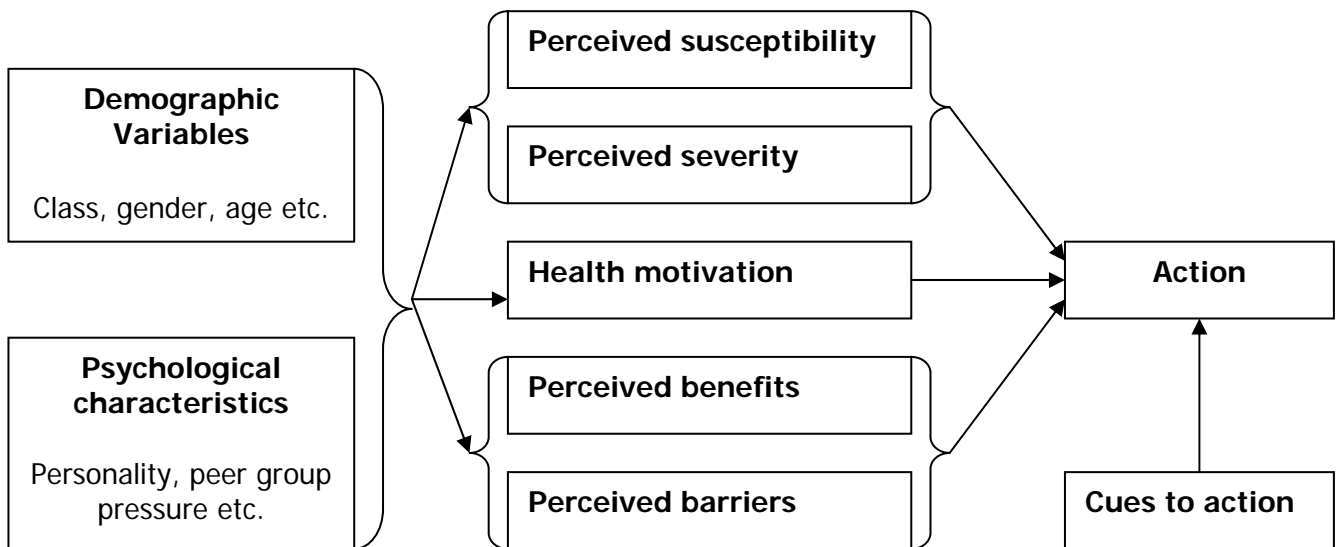 Demographic
Variables
Class, gender, age etc.
Psychological
characteristics
Personality, peer group
pressure etc.
Perceived susceptibility
Perceived severity
Health motivation
Perceived benefits
Perceived barriers
Action
Cues to action